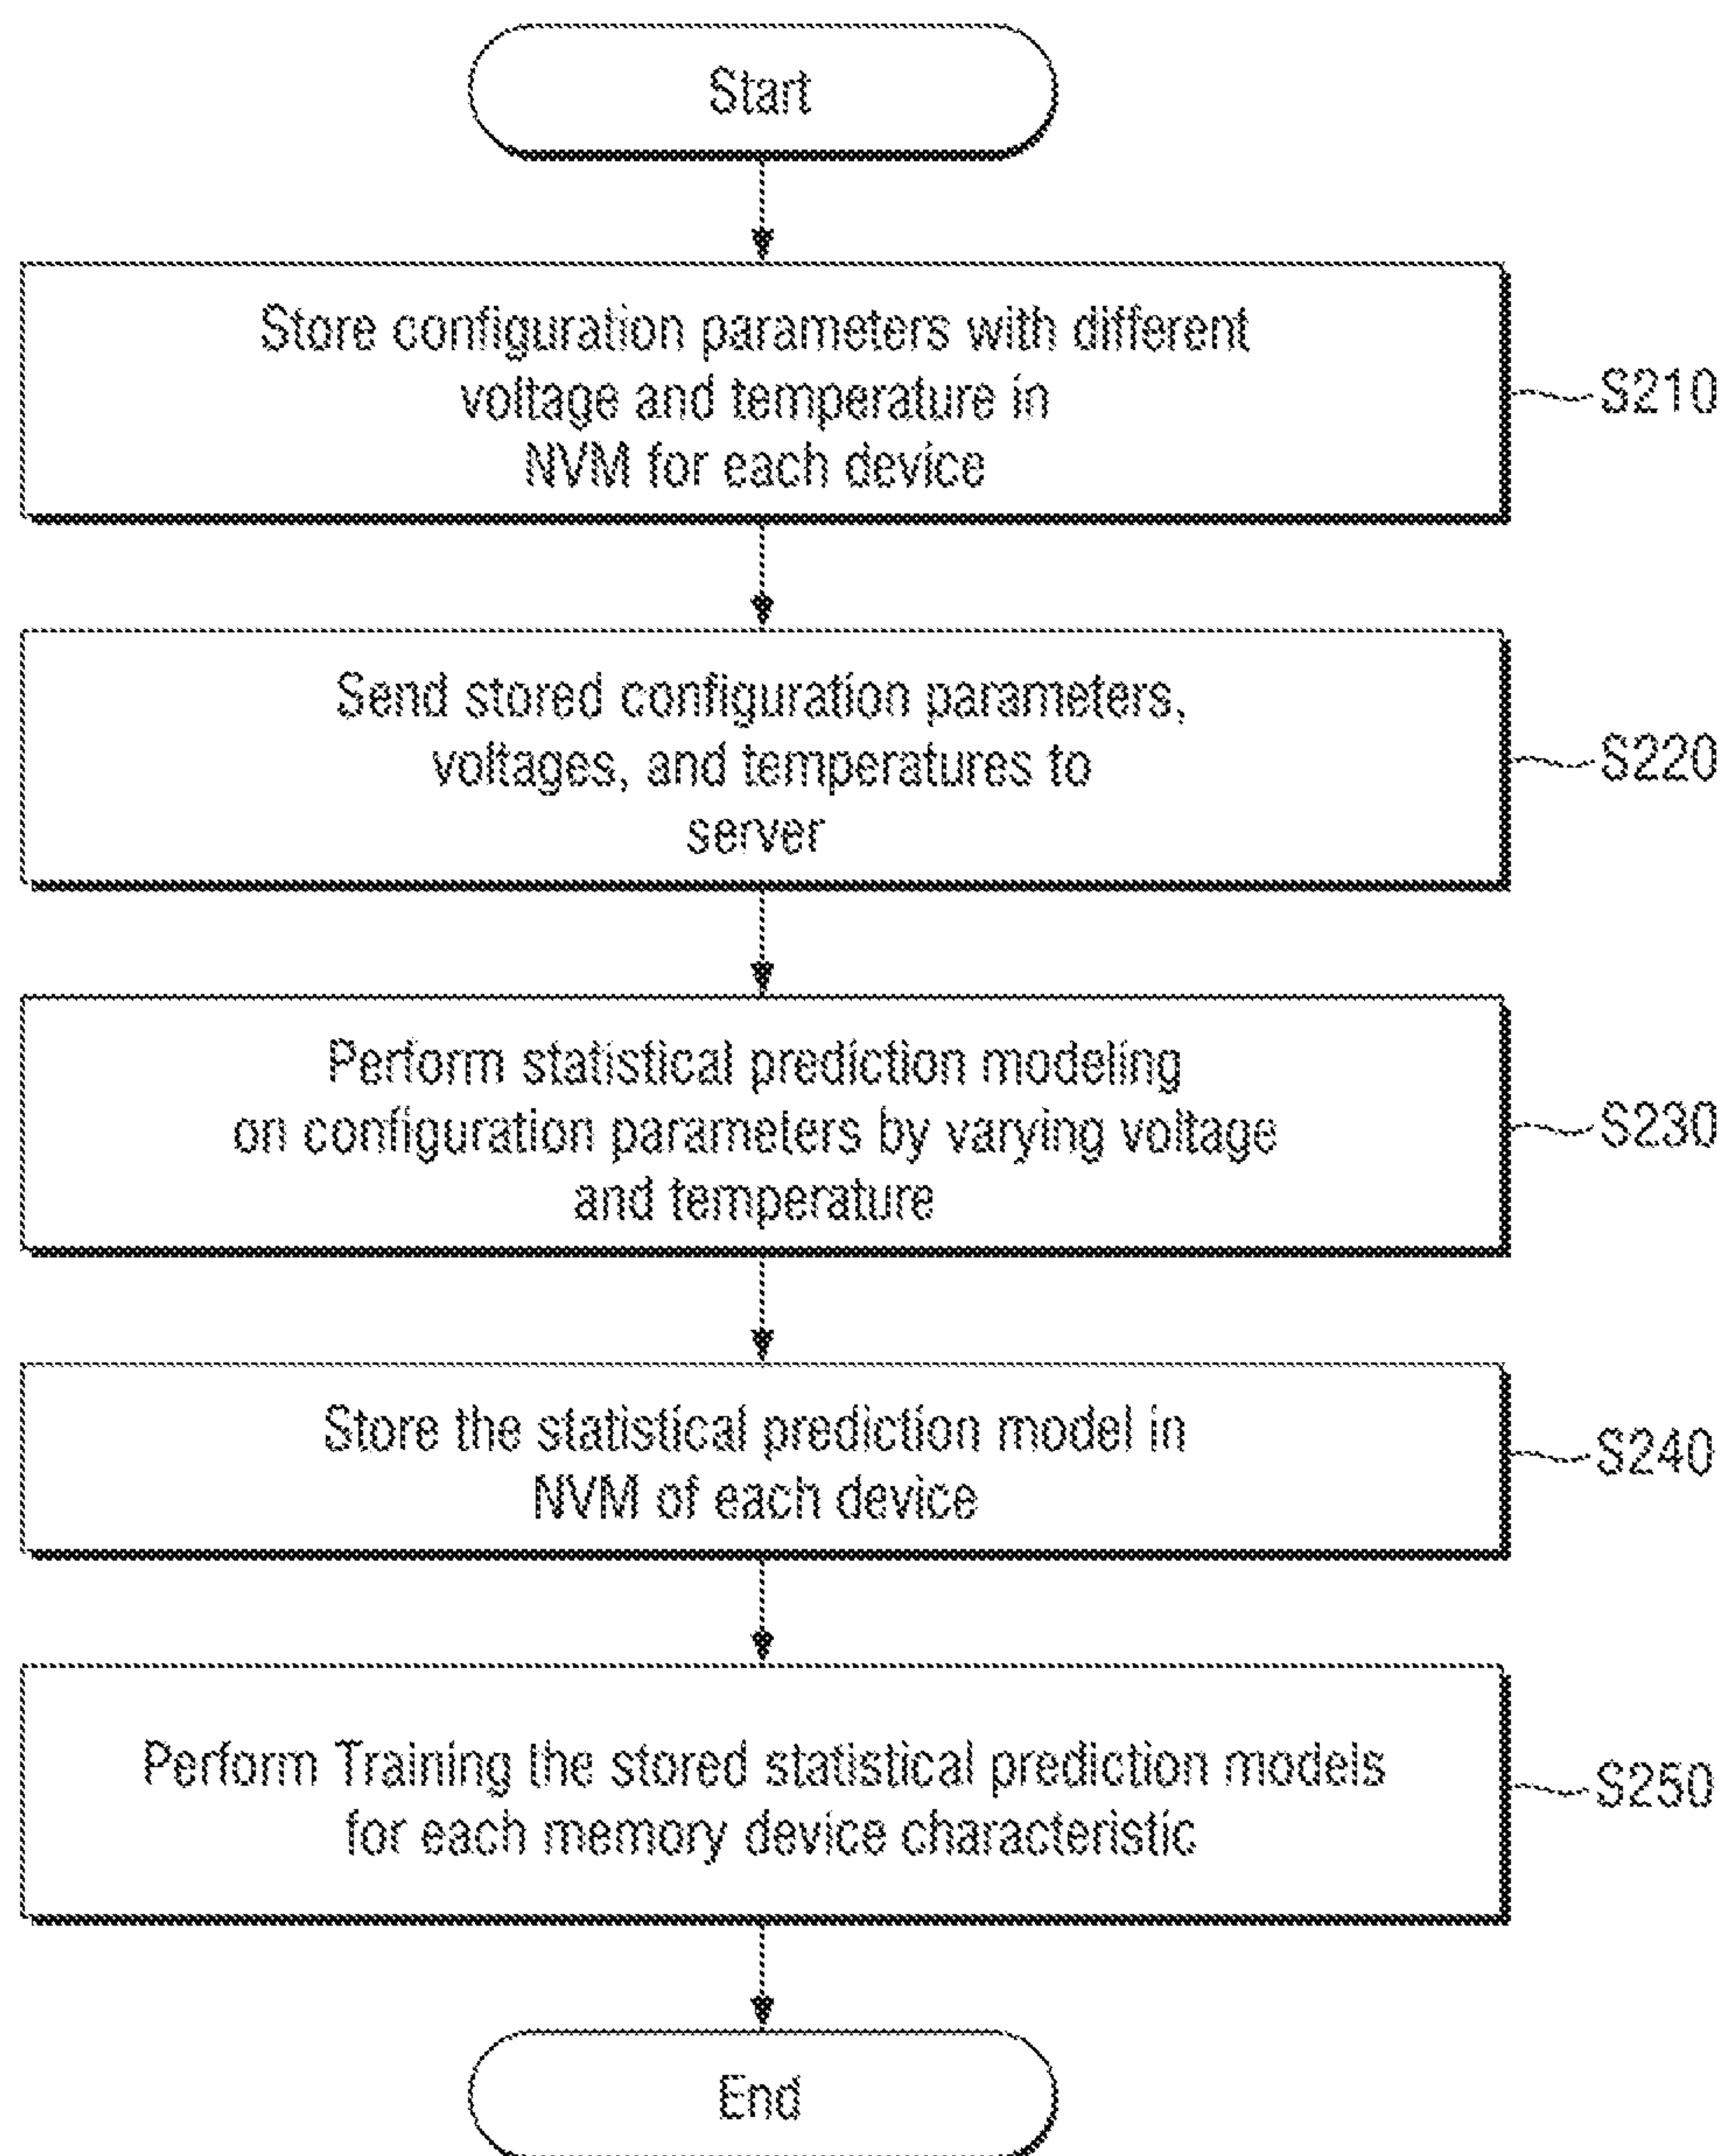 Start
Store configuration parameters with different
voltage and temperature in
NVM for each device
S210
Send stored configuration parameters,
voltages, and temperatures to
server
S220
Perform statistical prediction modeling
on configuration parameters by varying voltage
and temperature
S230
Store the statistical prediction model in
NVM of each device
S240
Perform Training the stored statistical prediction models
for each memory device characteristic
S250
End